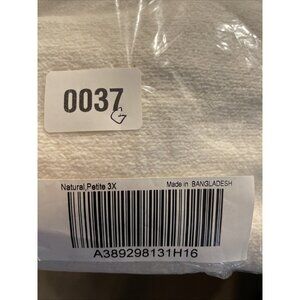 0037
G
Natural,Petite 3X Made in BANGLADESH
A389298131H16